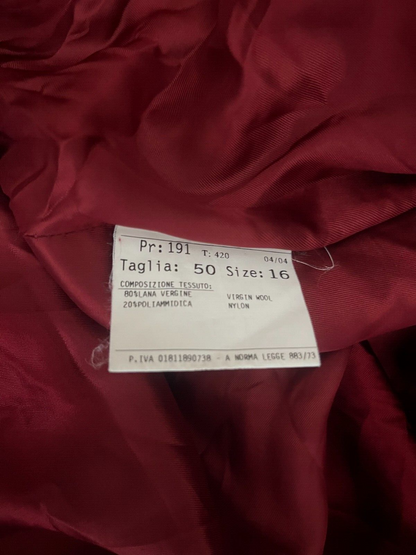 Pr: 191 T: 420 04/04
Taglia: 50 Size: 16
COMPOSIZIONE TESSUTO:
80%LANA VERGINE VIRGIN WOOL
20%POLIAMMIDICA NYLON
P.IVA 01811890738 - A NORMA LEGGE 883/73